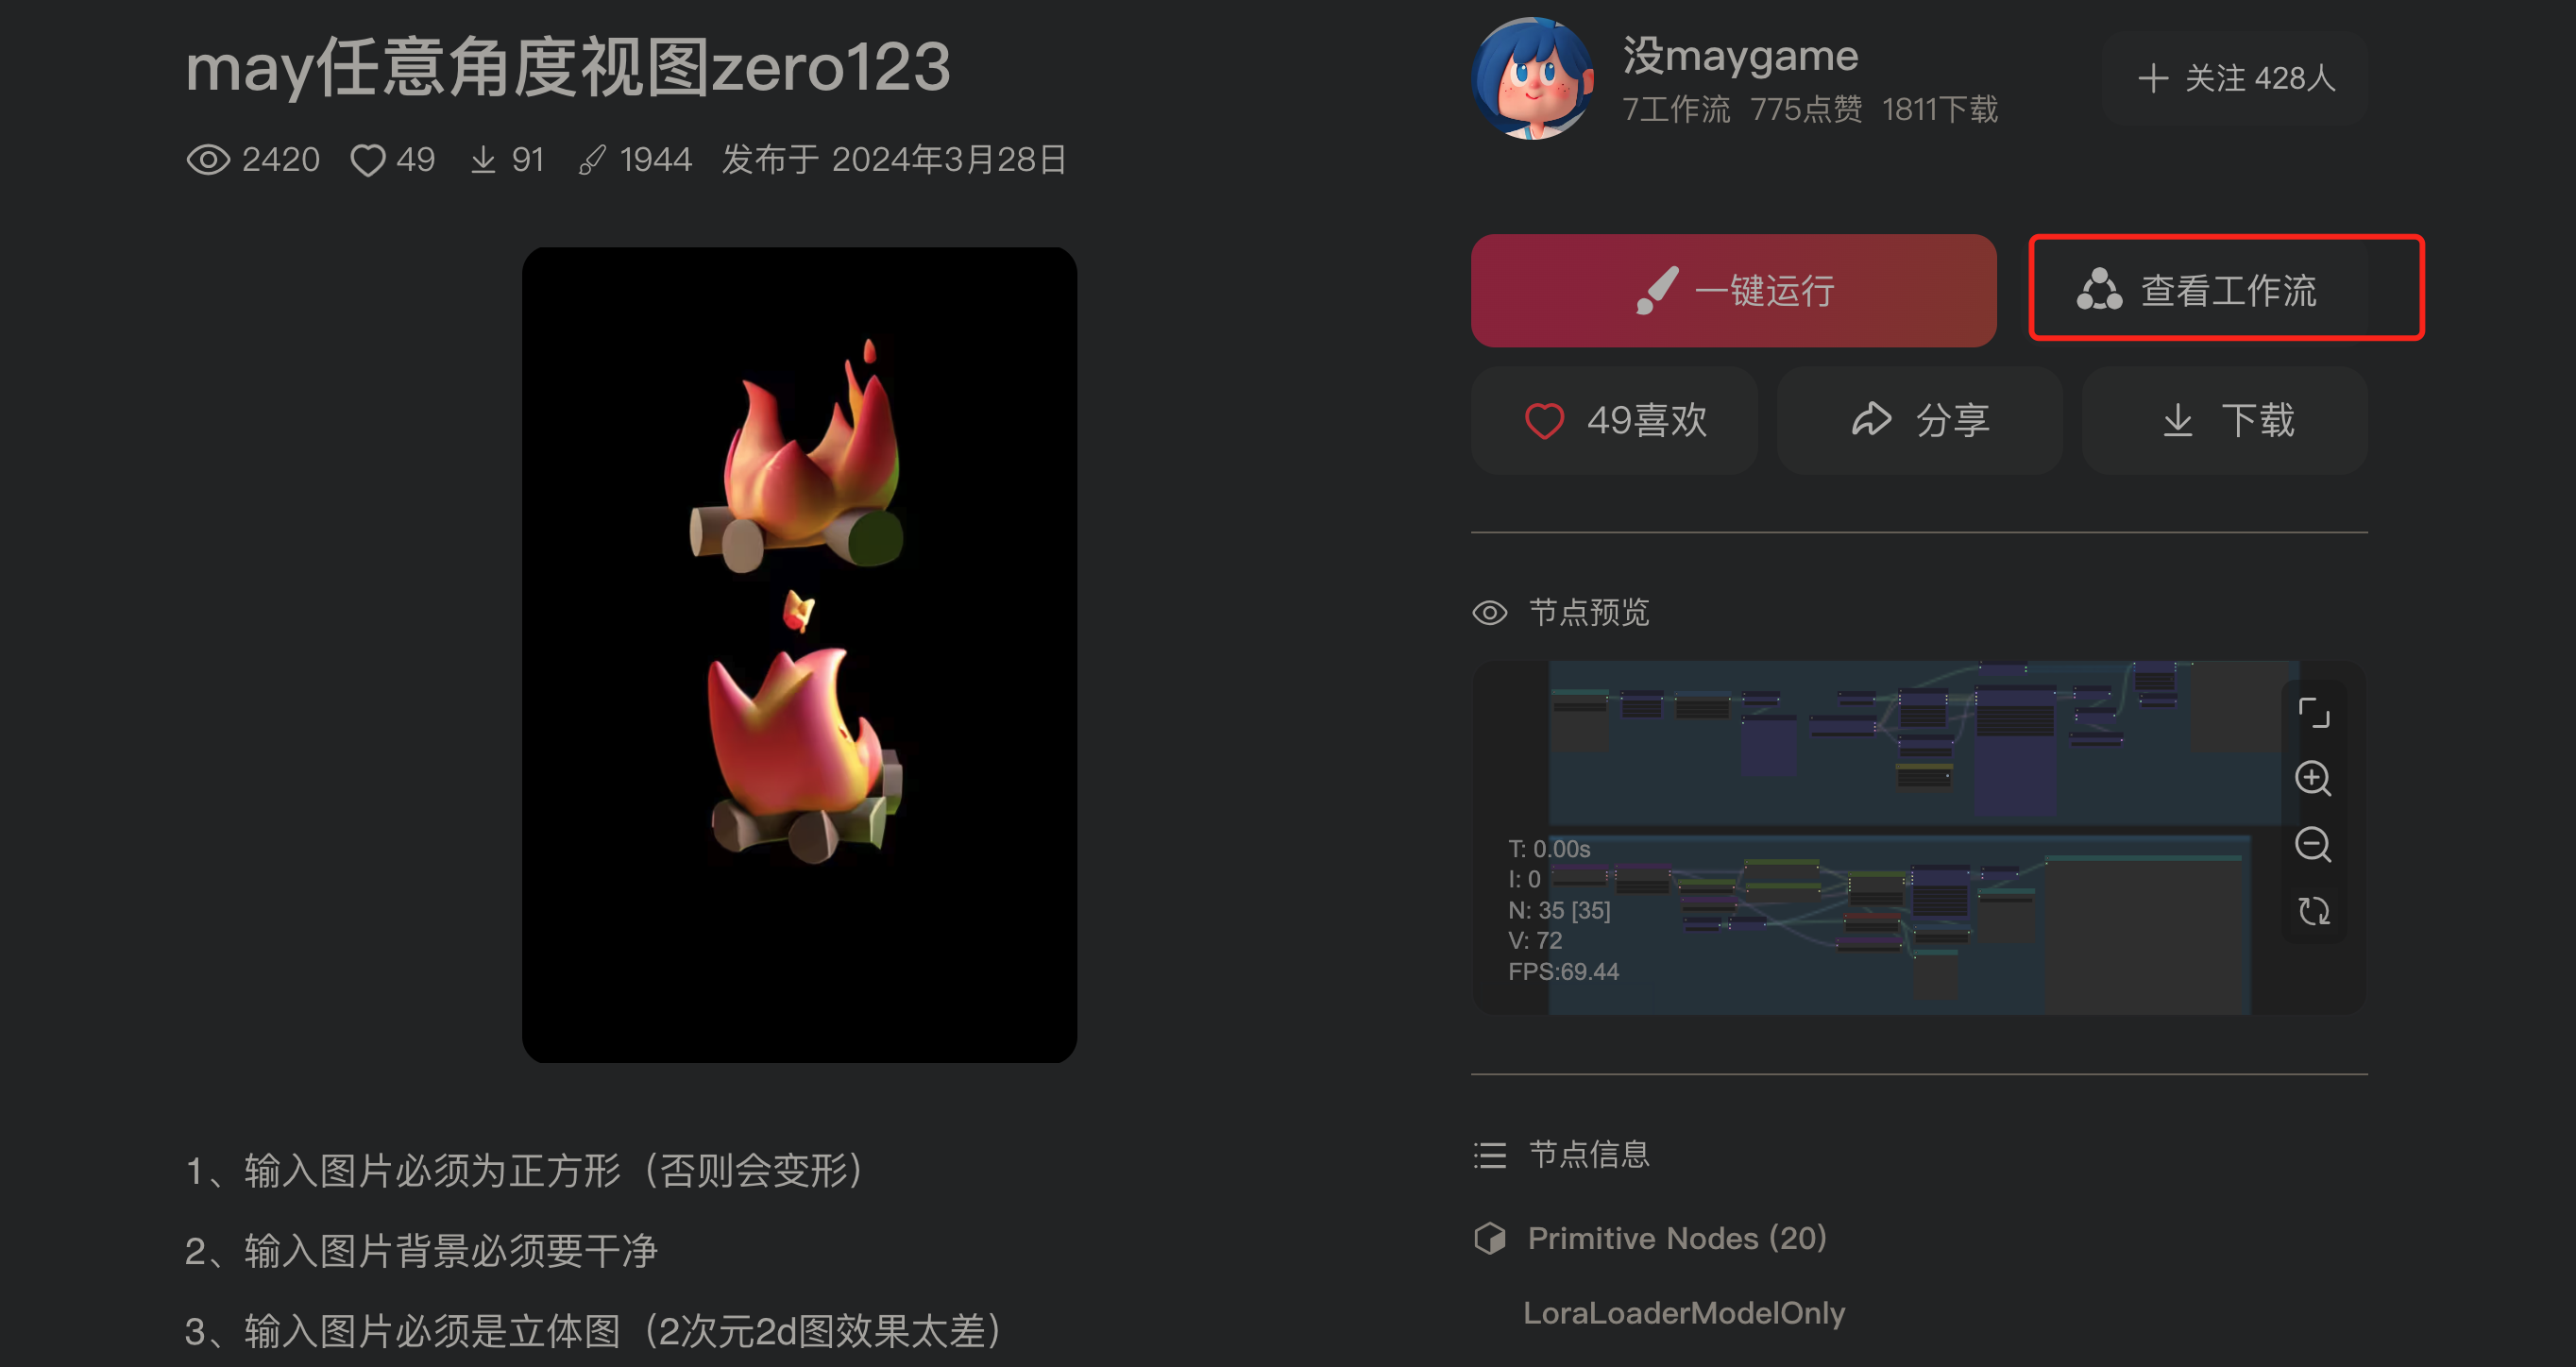 may任意角度视图zero123
2420 49 91 1944 发布于 2024年3月28日
没maygame
7工作流 775点赞 1811下载
关注 428人
一键运行
查看工作流
49喜欢
分享
下载
节点预览
T: 0.00s
I: 0
N: 35 [35]
V: 72
FPS:69.44
1、输入图片必须为正方形（否则会变形）
2、输入图片背景必须要干净
3、输入图片必须是立体图（2次元2d图效果太差）
节点信息
Primitive Nodes (20)
LoraLoaderModelOnly